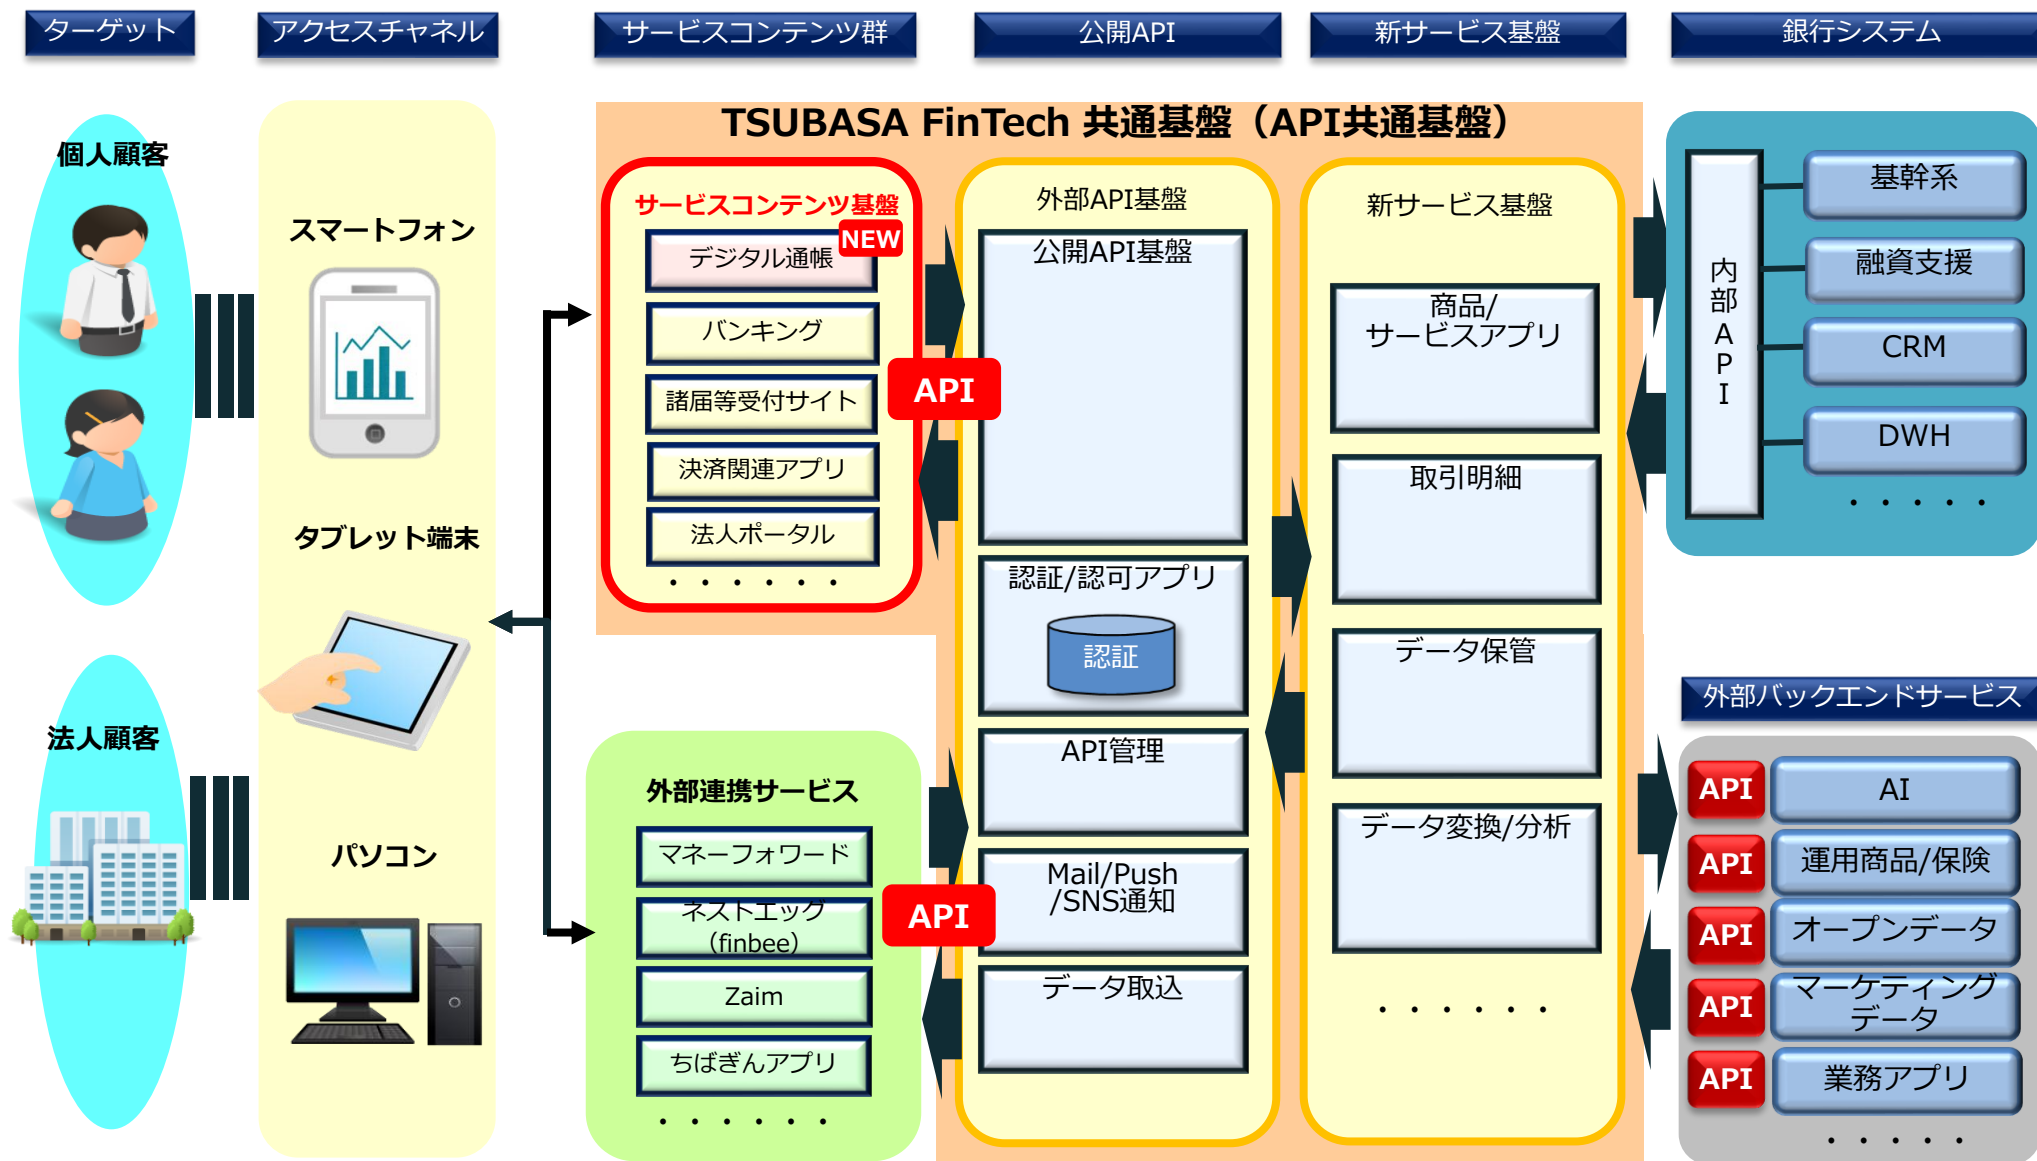 ターゲット
アクセスチャネル
サービスコンテンツ群
公開API
新サービス基盤
銀行システム
TSUBASA FinTech 共通基盤（API共通基盤）
個人顧客
法人顧客
スマートフォン
タブレット端末
パソコン
サービスコンテンツ基盤
NEW
デジタル通帳
バンキング
諸届等受付サイト
決済関連アプリ
法人ポータル
・・・・・・
API
外部連携サービス
マネーフォワード
ネストエッグ
（finbee）
Zaim
ちばぎんアプリ
・・・・・・
API
外部API基盤
公開API基盤
認証/認可アプリ
認証
API管理
Mail/Push
/SNS通知
データ取込
新サービス基盤
商品/
サービスアプリ
取引明細
データ保管
データ変換/分析
・・・・・・
内部API
基幹系
融資支援
CRM
DWH
・・・・・
外部バックエンドサービス
API
AI
API
運用商品/保険
API
オープンデータ
API
マーケティング
データ
API
業務アプリ
・・・・・